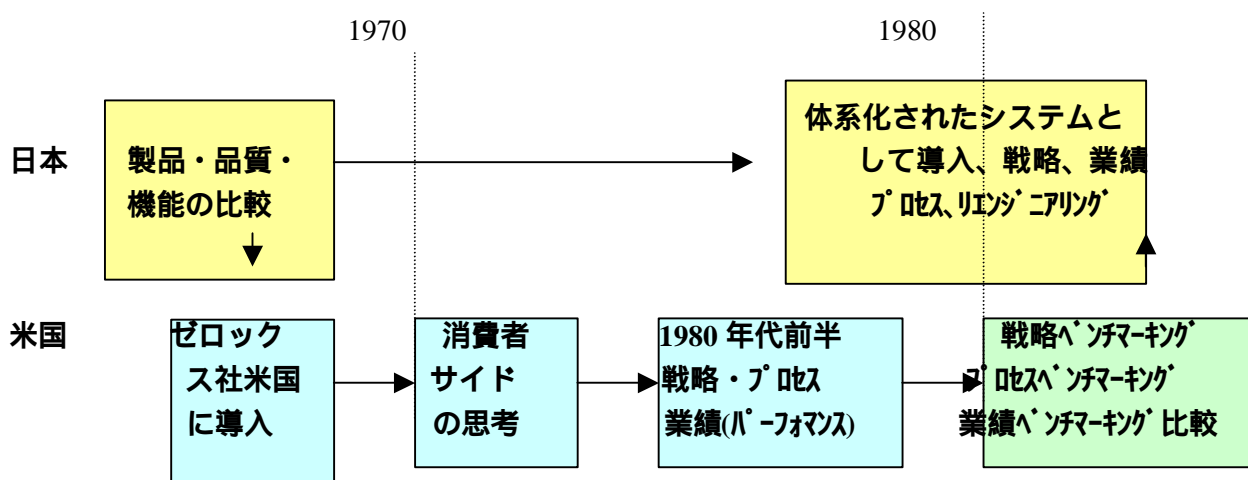 1970
1980
日本
製品・品質・
機能の比較
体系化されたシステムと
して導入、戦略、業績
プロセス、リエンジニアリング
米国
ゼロック
ス社米国
に導入
消費者
サイド
の思考
1980 年代前半
戦略・プロセス
業績(パーフォマンス)
戦略ベンチマーキング
プロセスベンチマーキング
業績ベンチマーキング比較